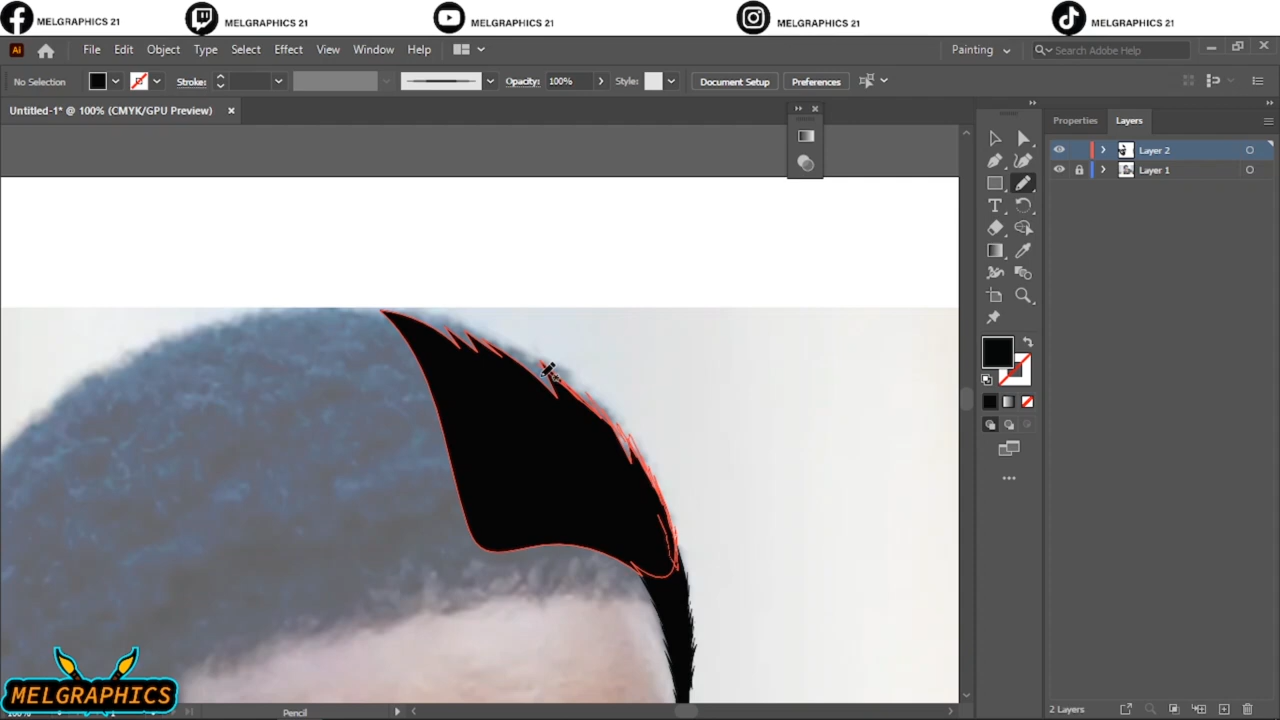 MELGRAPHICS 21 MELGRAPHICS 21 MELGRAPHICS 21 MELGRAPHICS 21 MELGRAPHICS 21
Ai File Edit Object Type Select Effect View Window Help Painting Search Adobe Help
No Selection Stroke: Opacity: 100% Style: Document Setup Preferences
Untitled-1* @ 100% (CMYK/GPU Preview)
Properties Layers
Layer 2
Layer 1
MELGRAPHICS
Pencil
2 Layers